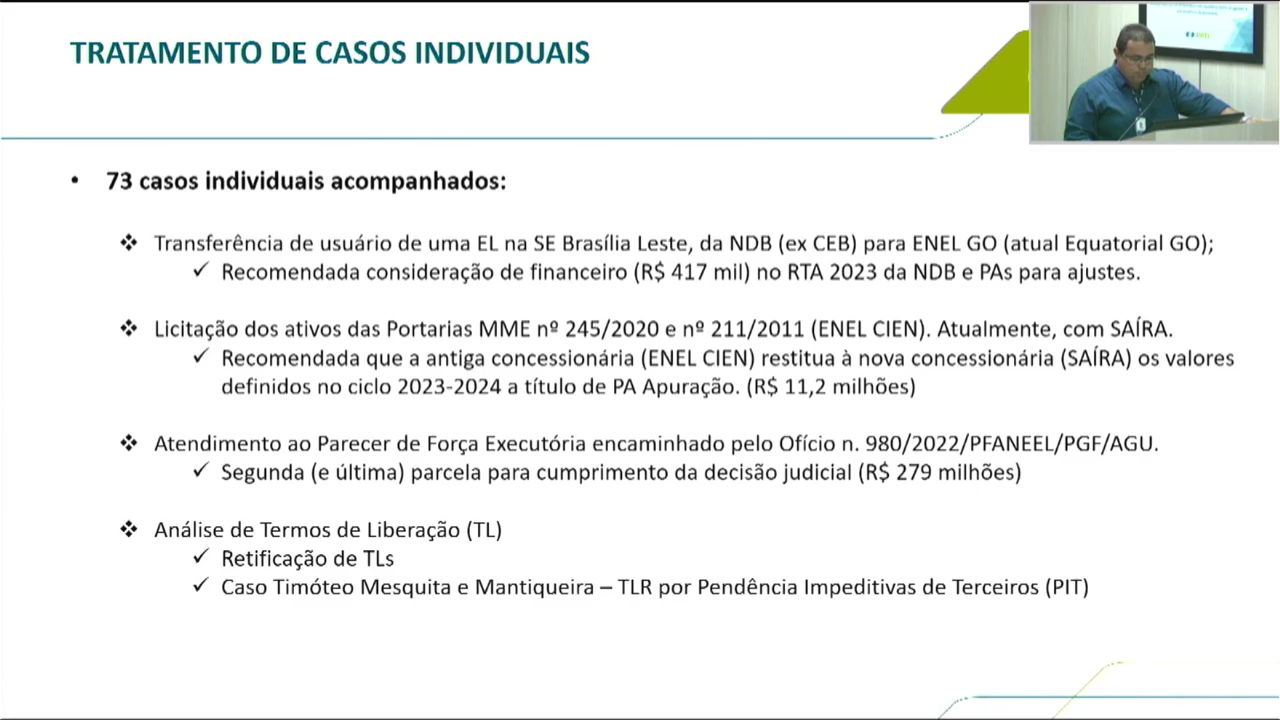 TRATAMENTO DE CASOS INDIVIDUAIS
• 73 casos individuais acompanhados:
❖ Transferência de usuário de uma EL na SE Brasília Leste, da NDB (ex CEB) para ENEL GO (atual Equatorial GO);
✓ Recomendada consideração de financeiro (R$ 417 mil) no RTA 2023 da NDB e PAs para ajustes.
❖ Licitação dos ativos das Portarias MME nº 245/2020 e nº 211/2011 (ENEL CIEN). Atualmente, com SAÍRA.
✓ Recomendada que a antiga concessionária (ENEL CIEN) restitua à nova concessionária (SAÍRA) os valores
definidos no ciclo 2023-2024 a título de PA Apuração. (R$ 11,2 milhões)
❖ Atendimento ao Parecer de Força Executória encaminhado pelo Ofício n. 980/2022/PFANEEL/PGF/AGU.
✓ Segunda (e última) parcela para cumprimento da decisão judicial (R$ 279 milhões)
❖ Análise de Termos de Liberação (TL)
✓ Retificação de TLs
✓ Caso Timóteo Mesquita e Mantiqueira – TLR por Pendência Impeditivas de Terceiros (PIT)